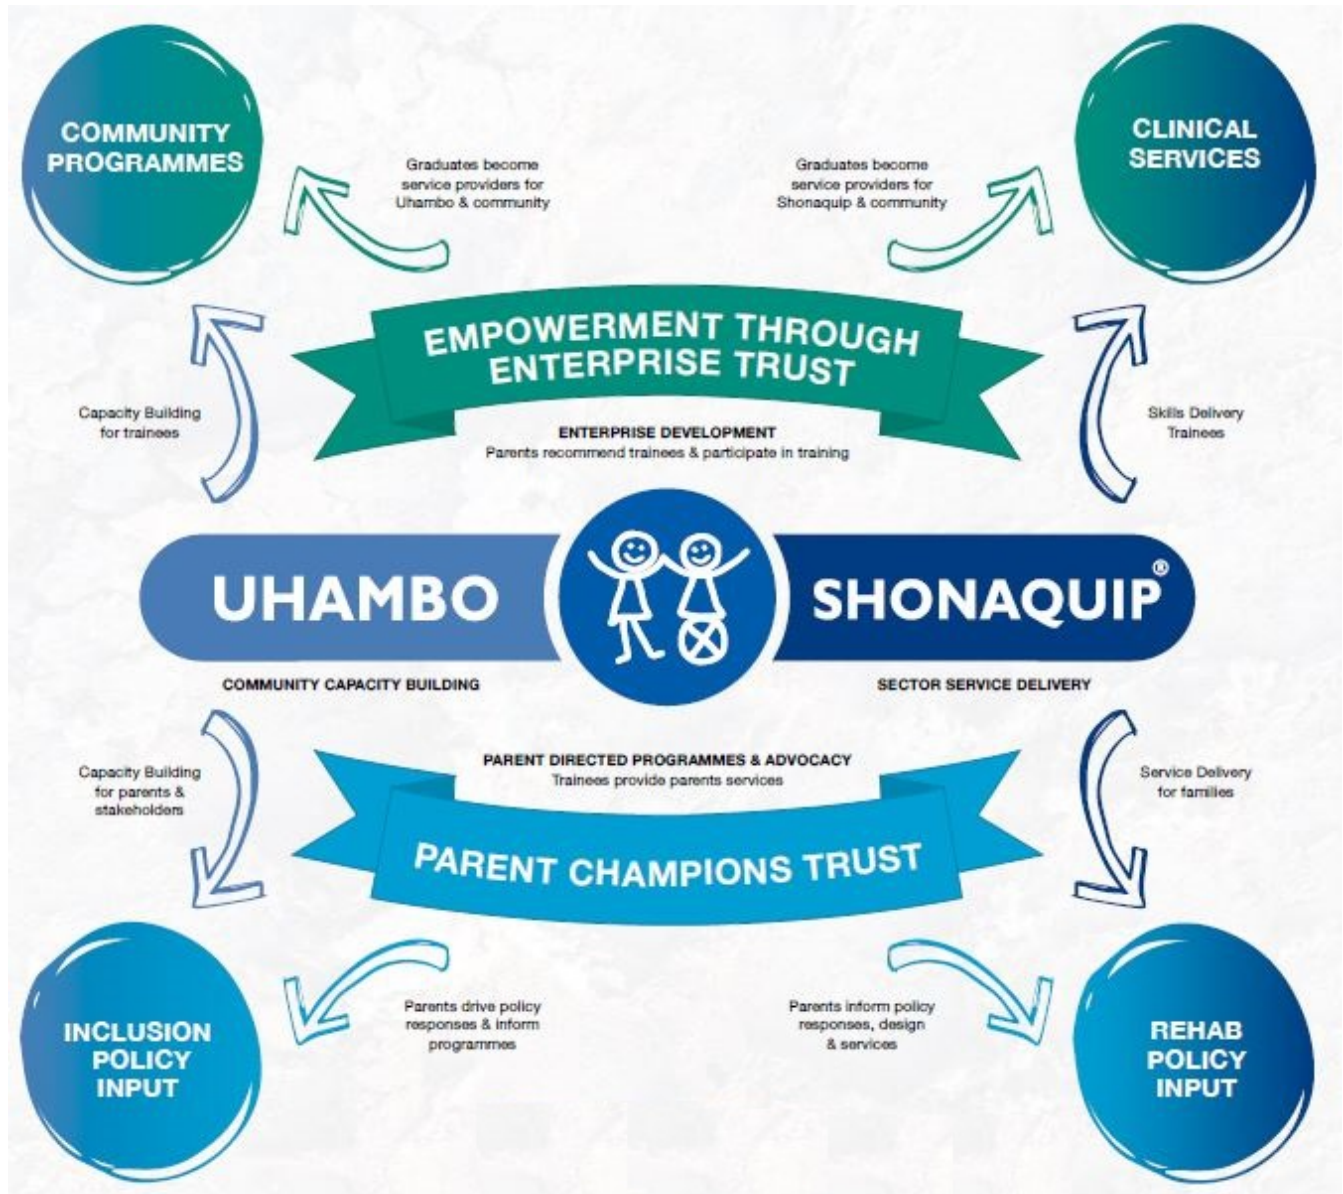 COMMUNITY
PROGRAMMES
Graduates become
service providers for
Uhambo & community
Graduates become
service providers for
Shonaquip & community
CLINICAL
SERVICES
EMPOWERMENT THROUGH
ENTERPRISE TRUST
Capacity Building
for trainees
ENTERPRISE DEVELOPMENT
Parents recommend trainees & participate in training
Skills Delivery
Trainees
UHAMBO
SHONAQUIP®
COMMUNITY CAPACITY BUILDING
SECTOR SERVICE DELIVERY
Capacity Building
for parents &
stakeholders
PARENT DIRECTED PROGRAMMES & ADVOCACY
Trainees provide parents services
Service Delivery
for families
PARENT CHAMPIONS TRUST
INCLUSION
POLICY
INPUT
Parents drive policy
responses & inform
programmes
Parents inform policy
responses, design
& services
REHAB
POLICY
INPUT